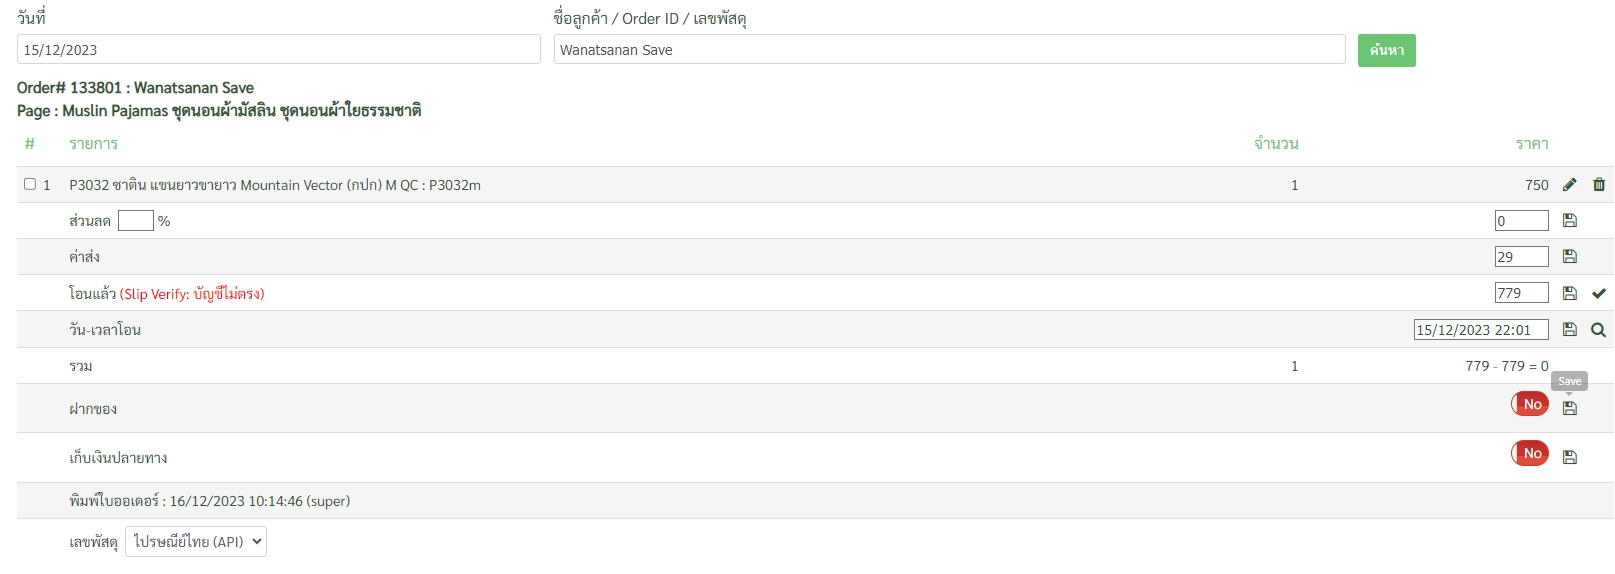 วันที่ ชื่อลูกค้า / Order ID / เลขพัสดุ
15/12/2023 Wanatsanan Save ค้นหา
Order# 133801 : Wanatsanan Save
Page : Muslin Pajamas ชุดนอนผ้ามัสลิน ชุดนอนผ้าใยธรรมชาติ
# รายการ จำนวน ราคา
1 P3032 ซาติน แขนยาวขายาว Mountain Vector (กปก) M QC : P3032m 1 750
ส่วนลด % 0
ค่าส่ง 29
โอนแล้ว (Slip Verify: บัญชีไม่ตรง) 779
วัน-เวลาโอน 15/12/2023 22:01
รวม 1 779 - 779 = 0
Save
ฝากของ No
เก็บเงินปลายทาง No
พิมพ์ใบออเดอร์ : 16/12/2023 10:14:46 (super)
เลขพัสดุ ไปรษณีย์ไทย (API)